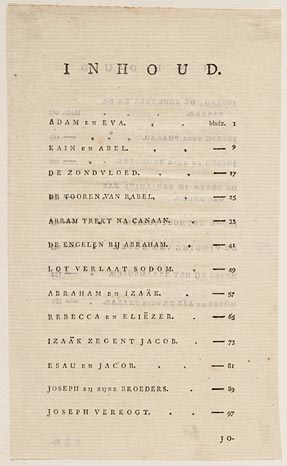 INHOUD.
ADAM EN EVA. . . bladz. 1
KAIN EN ABEL. . . — 9
DE ZONDVLOED. . . — 17
DE TOOREN VAN BABEL. . . — 25
ABRAM TREKT NA CANAAN. . — 33
DE ENGELEN BIJ ABRAHAM. . — 41
LOT VERLAAT SODOM. . . — 49
ABRAHAM EN IZAÄK. . . — 57
REBECCA EN ELIËZER. . . — 65
IZAÄK ZEGENT JACOB. . . — 73
ESAU EN JACOB. . . — 81
JOSEPH BIJ ZIJNE BROEDERS. . — 89
JOSEPH VERKOGT. . . — 97
JO-